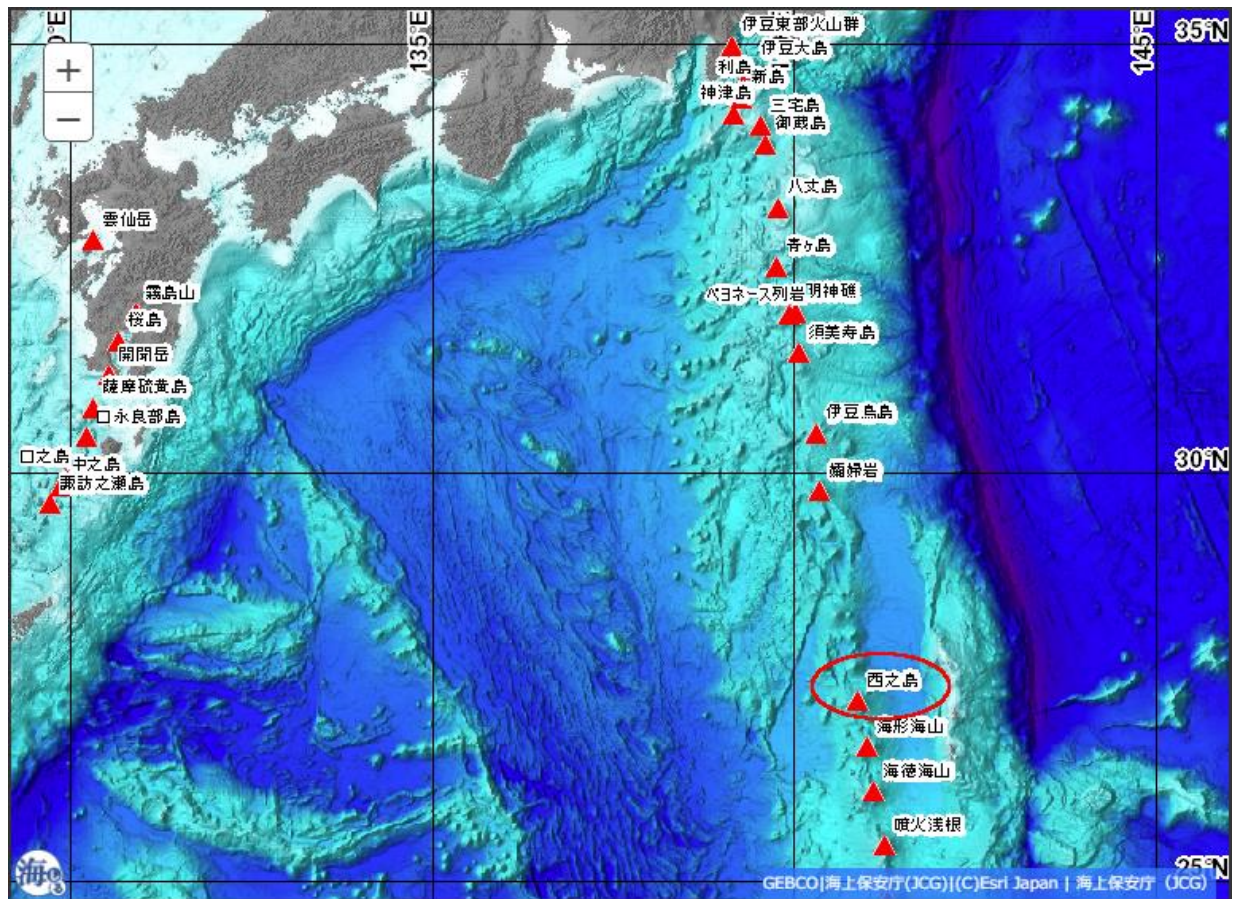 135°E
145°E
35°N
伊豆東部火山群
伊豆大島
利島
新島
神津島
三宅島
御蔵島
八丈島
雲仙岳
青ヶ島
霧島山
ベヨネース列岩
明神礁
桜島
須美寿島
開聞岳
薩摩硫黄島
口永良部島
伊豆鳥島
口之島
中之島
30°N
孀婦岩
諏訪之瀬島
西之島
海形海山
海徳海山
噴火浅根
25°N
GEBCO|海上保安庁(JCG)|(C)Esri Japan | 海上保安庁（JCG）